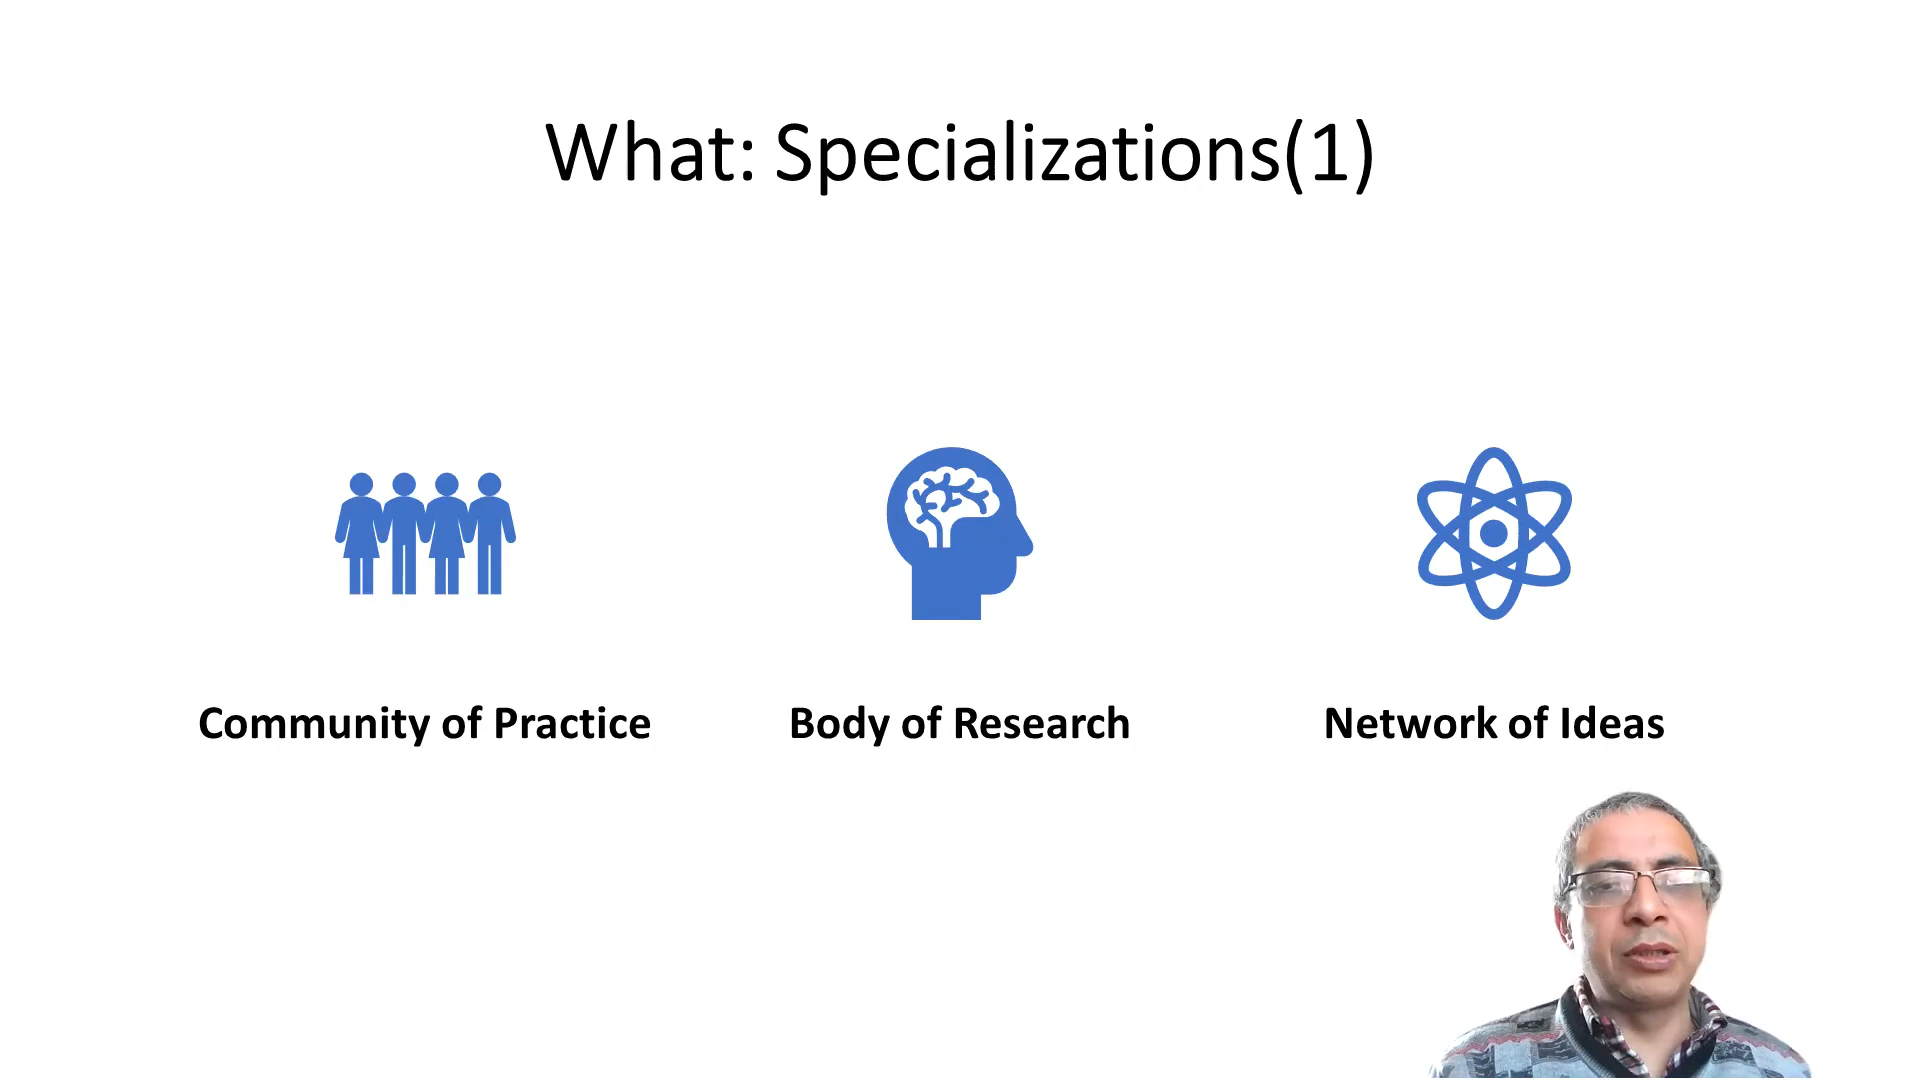 What: Specializations(1)
Community of Practice
Body of Research
Network of Ideas